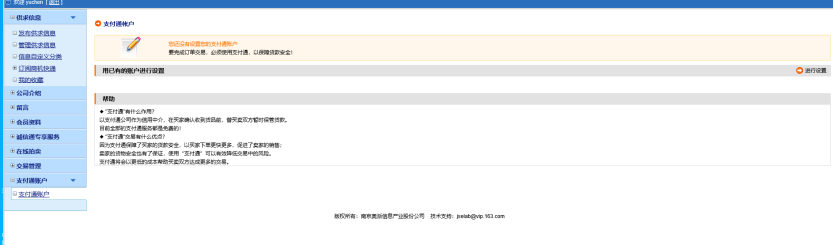 欢迎 yuzhen [退出]
供求信息
发布供求信息
管理供求信息
信息自定义分类
订阅商机快递
我的收藏
公司介绍
留言
会员资料
诚信通专享服务
在线拍卖
交易管理
支付通账户
支付通账户
支付通帐户
您还没有设置您的支付通账户
要完成订单交易，必须使用支付通，以保障货款安全！
用已有的账户进行设置
进行设置
帮助
◆ "支付通"有什么作用?
以支付通公司作为信用中介，在买家确认收到货品前，替买卖双方暂时保管货款。
目前全部的支付通服务都是免费的！
◆ "支付通"交易有什么优点?
因为支付通保障了买家的货款安全，以买家下单更快更多，促进了卖家的销售；
卖家的货物安全也有了保证，使用"支付通"可以有效降低交易中的风险。
支付通将会以更低的成本帮助买卖双方达成更多的交易。
版权所有：南京奥派信息产业股份公司 技术支持：jselab@vip.163.com